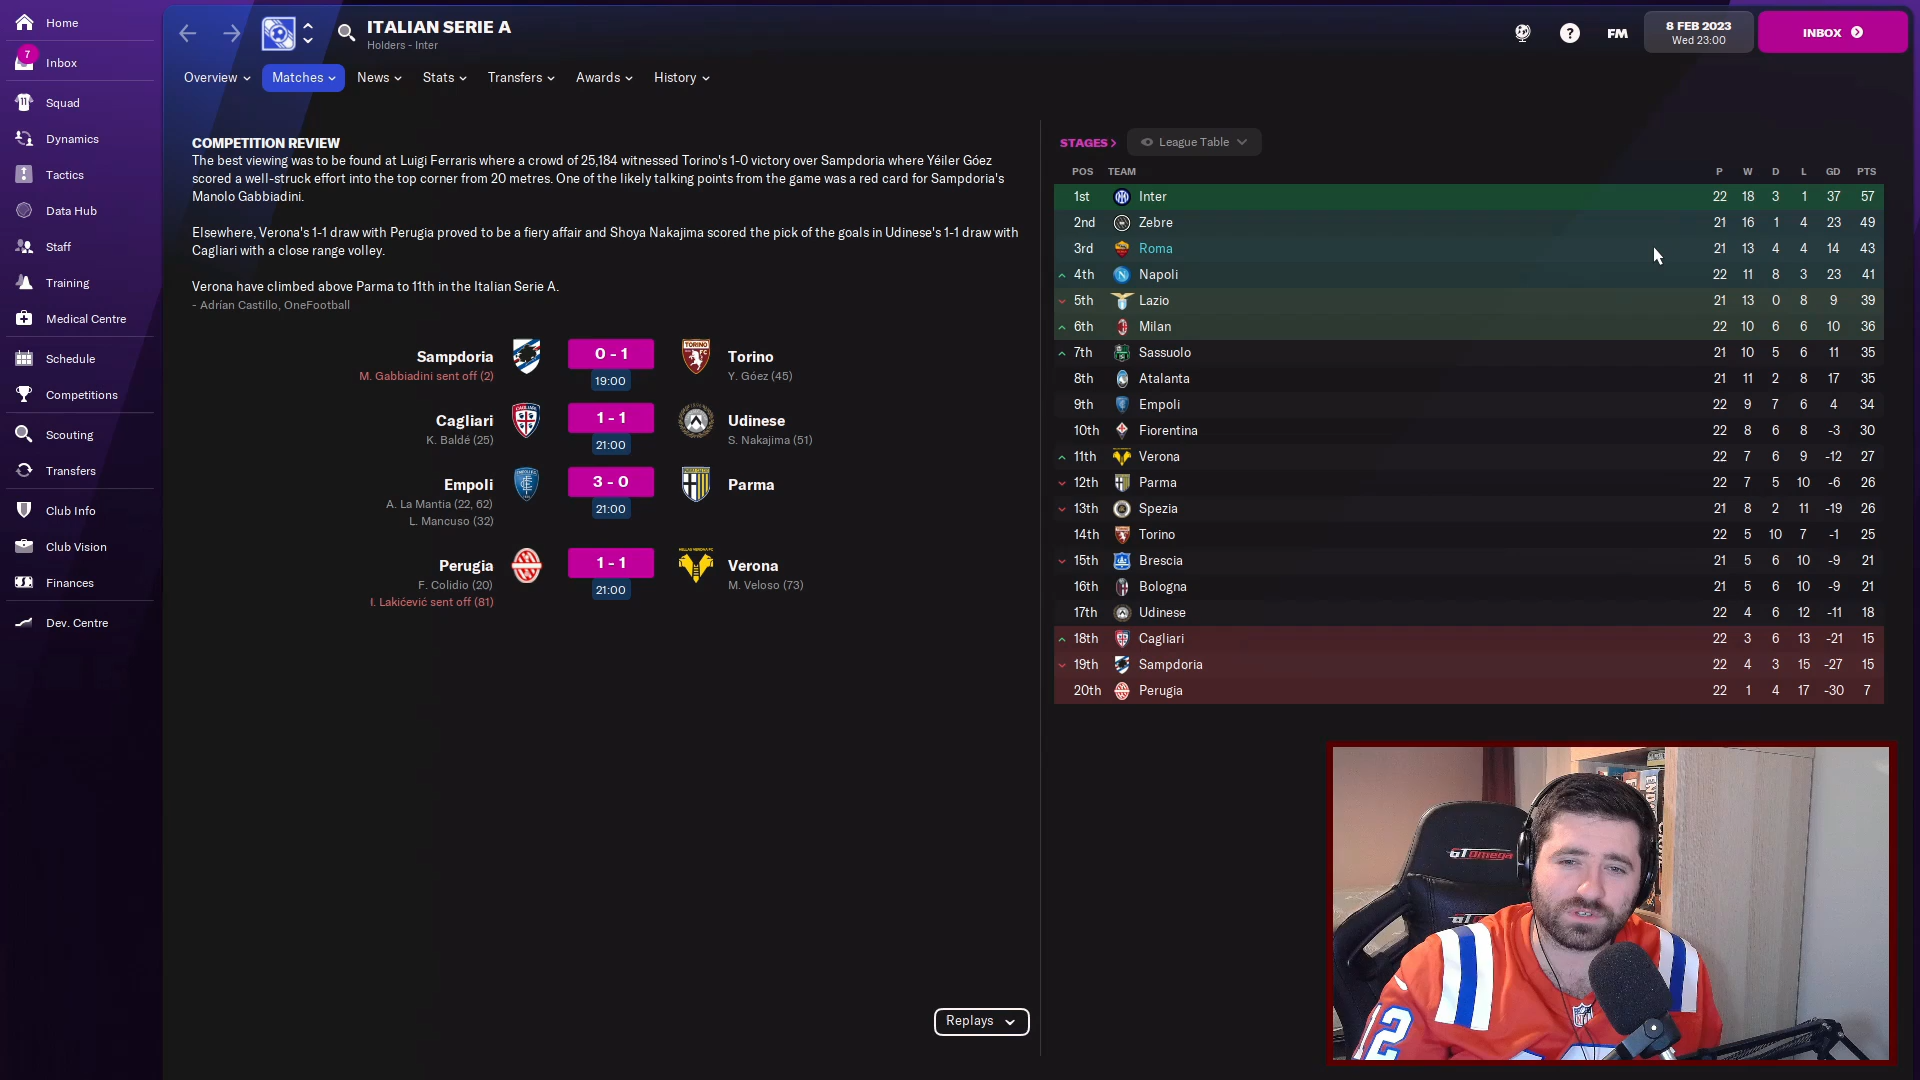 Home
7
Inbox
Squad
Dynamics
Tactics
Data Hub
Staff
Training
Medical Centre
Schedule
Competitions
Scouting
Transfers
Club Info
Club Vision
Finances
Dev. Centre
ITALIAN SERIE A
Holders - Inter
FM
8 FEB 2023
Wed 23:00
INBOX
Overview
Matches
News
Stats
Transfers
Awards
History
COMPETITION REVIEW
The best viewing was to be found at Luigi Ferraris where a crowd of 25,184 witnessed Torino's 1-0 victory over Sampdoria where Yéiler Góez
scored a well-struck effort into the top corner from 20 metres. One of the likely talking points from the game was a red card for Sampdoria's
Manolo Gabbiadini.
Elsewhere, Verona's 1-1 draw with Perugia proved to be a fiery affair and Shoya Nakajima scored the pick of the goals in Udinese's 1-1 draw with
Cagliari with a close range volley.
Verona have climbed above Parma to 11th in the Italian Serie A.
- Adrían Castillo, OneFootball
Sampdoria 0 - 1 Torino
M. Gabbiadini sent off (2) 19:00 Y. Góez (45)
Cagliari 1 - 1 Udinese
K. Baldé (25) 21:00 S. Nakajima (51)
Empoli 3 - 0 Parma
A. La Mantia (22, 62) 21:00
L. Mancuso (32)
Perugia 1 - 1 Verona
F. Colidio (20) 21:00 M. Veloso (73)
I. Lakićević sent off (81)
Replays
STAGES > League Table
POS TEAM P W D L GD PTS
1st Inter 22 18 3 1 37 57
2nd Zebre 21 16 1 4 23 49
3rd Roma 21 13 4 4 14 43
4th Napoli 22 11 8 3 23 41
5th Lazio 21 13 0 8 9 39
6th Milan 22 10 6 6 10 36
7th Sassuolo 21 10 5 6 11 35
8th Atalanta 21 11 2 8 17 35
9th Empoli 22 9 7 6 4 34
10th Fiorentina 22 8 6 8 -3 30
11th Verona 22 7 6 9 -12 27
12th Parma 22 7 5 10 -6 26
13th Spezia 21 8 2 11 -19 26
14th Torino 22 5 10 7 -1 25
15th Brescia 21 5 6 10 -9 21
16th Bologna 21 5 6 10 -9 21
17th Udinese 22 4 6 12 -11 18
18th Cagliari 22 3 6 13 -21 15
19th Sampdoria 22 4 3 15 -27 15
20th Perugia 22 1 4 17 -30 7
GTOmega
NFL
12